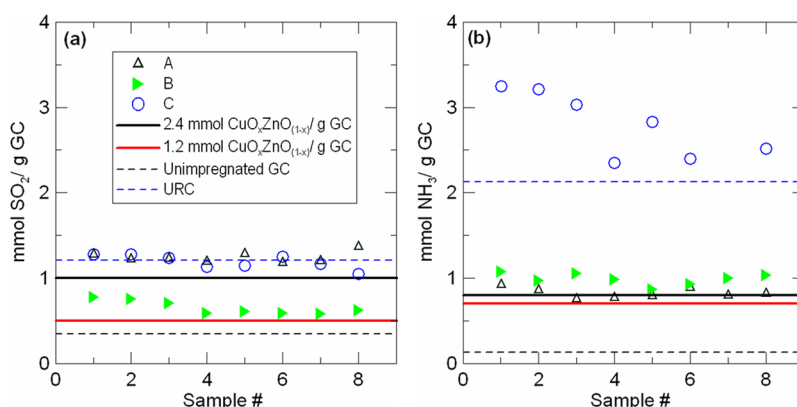 (a)
A
B
C
2.4 mmol CuOxZnO(1-x)/ g GC
1.2 mmol CuOxZnO(1-x)/ g GC
Unimpregnated GC
URC
mmol SO2/ g GC
4
3
2
1
0
0 2 4 6 8
Sample #
(b)
mmol NH3/ g GC
4
3
2
1
0
0 2 4 6 8
Sample #